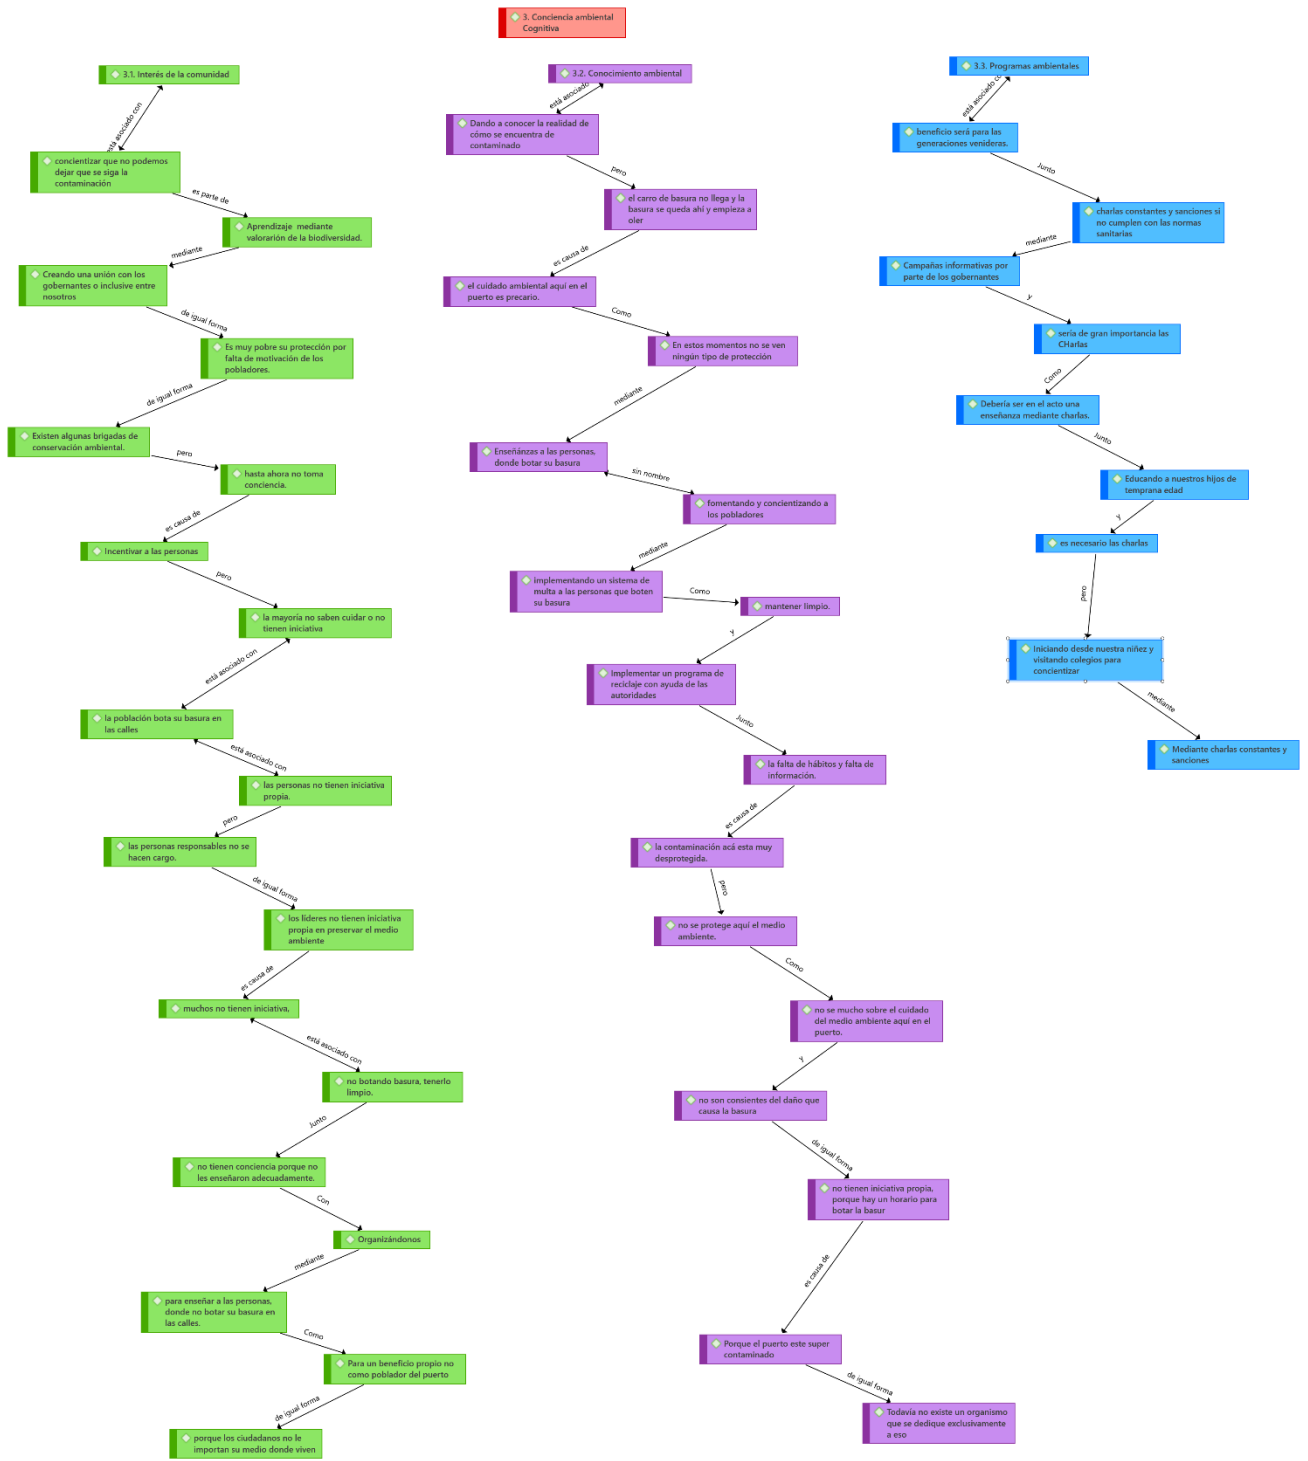 3. Conciencia ambiental
Cognitiva
3.1. Interés de la comunidad
está asociado con
concientizar que no podemos
dejar que se siga la
contaminación
es parte de
Aprendizaje mediante
valorarión de la biodiversidad.
mediante
Creando una unión con los
gobernantes o inclusive entre
nosotros
de igual forma
Es muy pobre su protección por
falta de motivación de los
pobladores.
de igual forma
Existen algunas brigadas de
conservación ambiental.
pero
hasta ahora no toma
conciencia.
es causa de
Incentivar a las personas
pero
la mayoría no saben cuidar o no
tienen iniciativa
está asociado con
la población bota su basura en
las calles
está asociado con
las personas no tienen iniciativa
propia.
pero
las personas responsables no se
hacen cargo.
de igual forma
los líderes no tienen iniciativa
propia en preservar el medio
ambiente
es causa de
muchos no tienen iniciativa,
está asociado con
no botando basura, tenerlo
limpio.
Junto
no tienen conciencia porque no
les enseñaron adecuadamente.
Con
Organizándonos
mediante
para enseñar a las personas,
donde no botar su basura en
las calles.
Como
Para un beneficio propio no
como poblador del puerto
de igual forma
porque los ciudadanos no le
importan su medio donde viven
3.2. Conocimiento ambiental
está asociado
Dando a conocer la realidad de
cómo se encuentra de
contaminado
pero
el carro de basura no llega y la
basura se queda ahí y empieza a
oler
es causa de
el cuidado ambiental aquí en el
puerto es precario.
Como
En estos momentos no se ven
ningún tipo de protección
mediante
Enseñánzas a las personas,
donde botar su basura
sin nombre
fomentando y concientizando a
los pobladores
mediante
implementando un sistema de
multa a las personas que boten
su basura
Como
mantener limpio.
y
Implementar un programa de
reciclaje con ayuda de las
autoridades
Junto
la falta de hábitos y falta de
información.
es causa de
la contaminación acá esta muy
desprotegida.
pero
no se protege aquí el medio
ambiente.
Como
no se mucho sobre el cuidado
del medio ambiente aquí en el
puerto.
y
no son consientes del daño que
causa la basura
de igual forma
no tienen iniciativa propia,
porque hay un horario para
botar la basur
es causa de
Porque el puerto este super
contaminado
de igual forma
Todavía no existe un organismo
que se dedique exclusivamente
a eso
3.3. Programas ambientales
está asociado co
beneficio será para las
generaciones venideras.
Junto
charlas constantes y sanciones si
no cumplen con las normas
sanitarias
mediante
Campañas informativas por
parte de los gobernantes
y
sería de gran importancia las
CHarlas
Como
Debería ser en el acto una
enseñanza mediante charlas.
Junto
Educando a nuestros hijos de
temprana edad
y
es necesario las charlas
pero
Iniciando desde nuestra niñez y
visitando colegios para
concientizar
mediante
Mediante charlas constantes y
sanciones